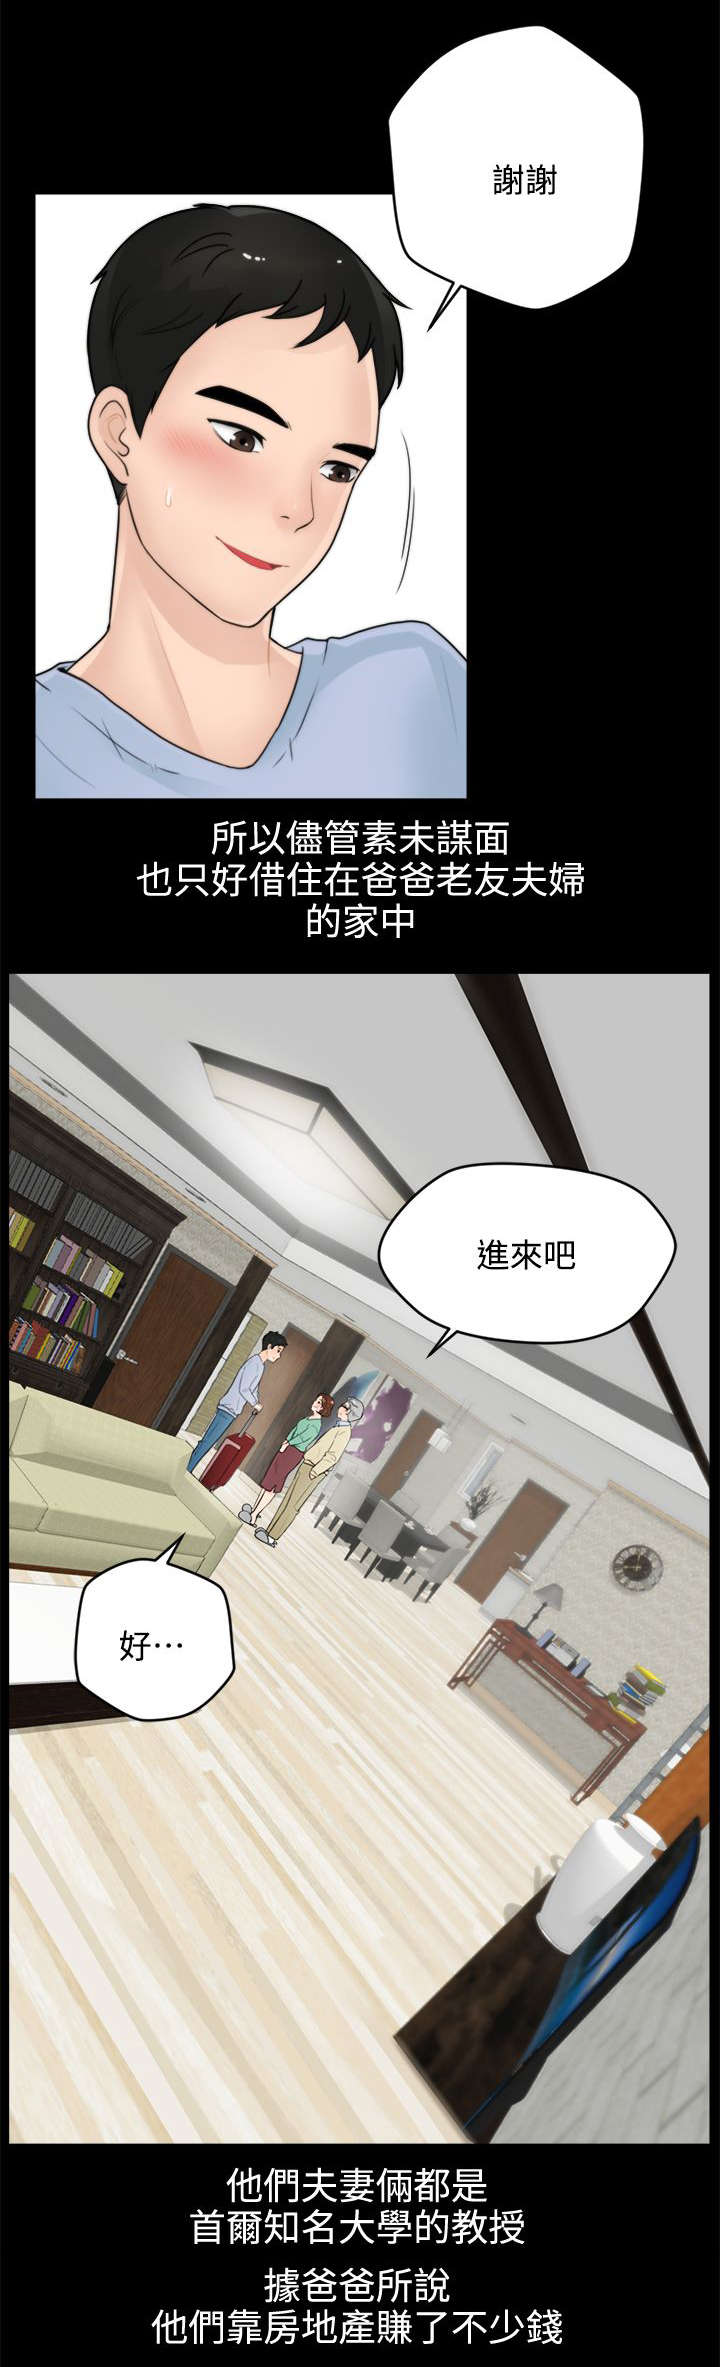 謝謝
所以儘管素未謀面
也只好借住在爸爸老友夫婦
的家中
進來吧
好…
他們夫妻倆都是
首爾知名大學的教授
據爸爸所說
他們靠房地產賺了不少錢